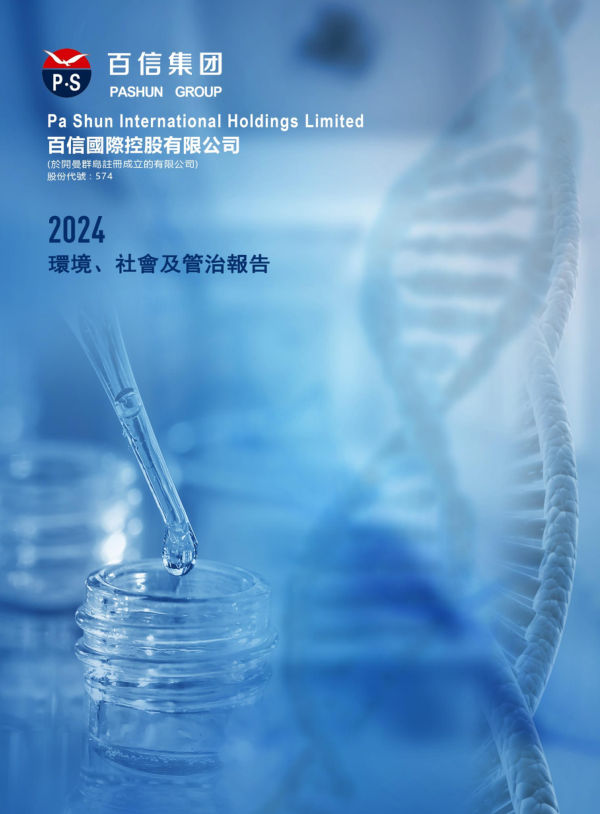 P·S
百信集团
PASHUN GROUP
Pa Shun International Holdings Limited
百信國際控股有限公司
(於開曼群島註冊成立的有限公司)
股份代號：574
2024
環境、社會及管治報告